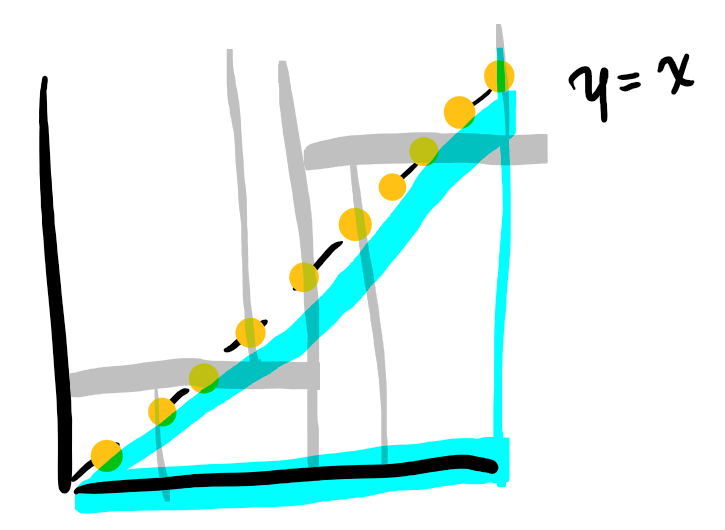 y = x